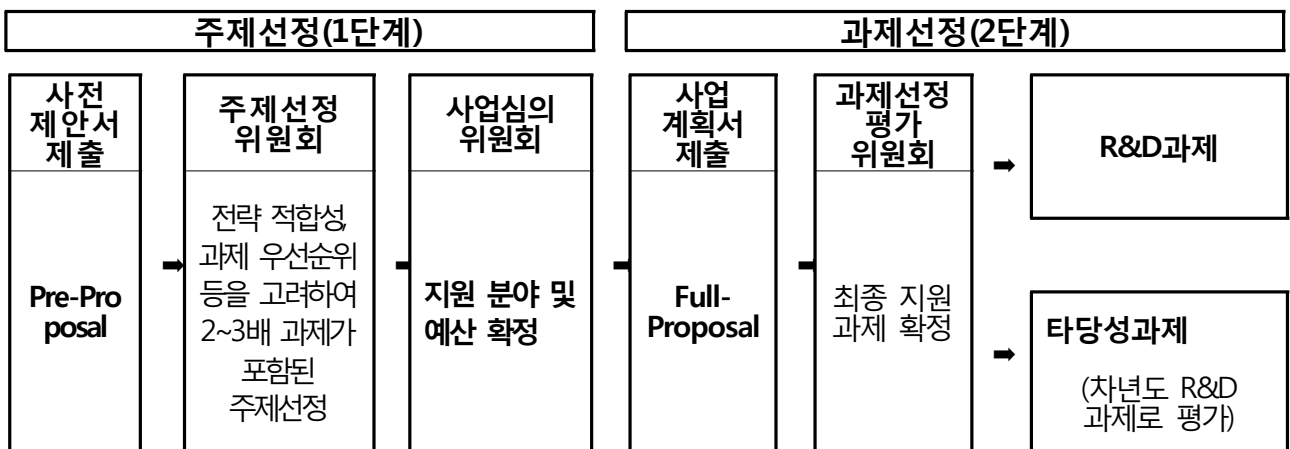 주제선정(1단계)
과제선정(2단계)
사전
제안서
제출
Pre-Pro
posal
➡
주제선정
위원회
전략 적합성,
과제 우선순위
등을 고려하여
2~3배 과제가
포함된
주제선정
사업심의
위원회
지원 분야 및
예산 확정
사업
계획서
제출
Full-
Proposal
과제선정
평가
위원회
최종 지원
과제 확정
➡
R&D과제
➡
타당성과제
(차년도 R&D
과제로 평가)